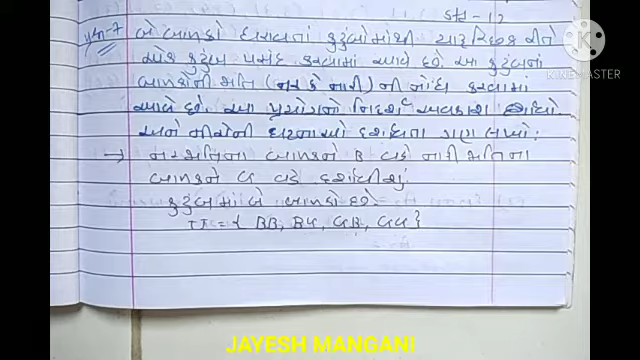 Std - 12
પ્રશ્ન-7 બે બાળકો ધરાવતાં કુટુંબોમાંથી યાદૃચ્છિક રીતે
એક કુટુંબ પસંદ કરવામાં આવે છે. આ કુટુંબનાં
બાળકોની જાતિ (નર કે નારી) ની નોંધ કરવામાં
આવે છે. આ પ્રયોગનો નિદર્શ અવકાશ
અને નીચેની ઘટનાઓ દર્શાવતા ગણ લખો:
→ નરજાતિના બાળકને B વડે નારી જાતિના
બાળકને G વડે દર્શાવીશું
કુટુંબમાં બે બાળકો છે.
U = { BB, BG, GB, GG }
KINEMASTER
JAYESH MANGANI